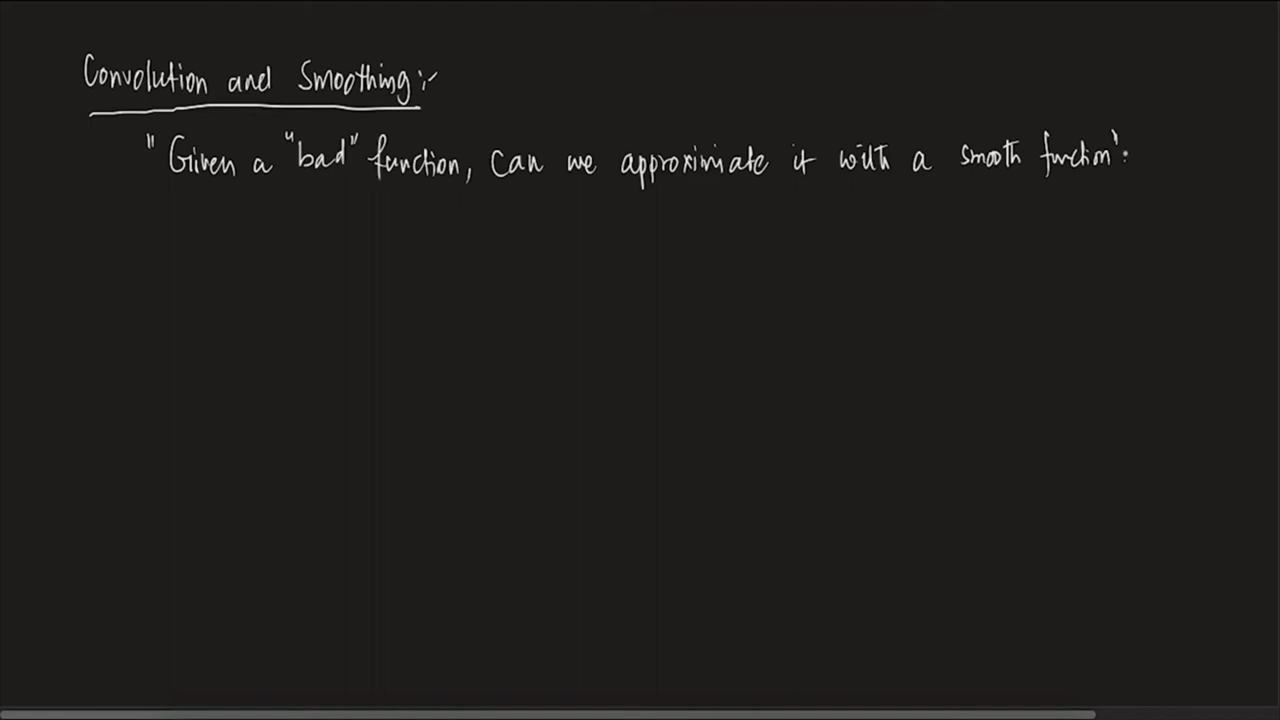 Convolution and Smoothing :-
" Given a "bad" function, can we approximate it with a smooth function".